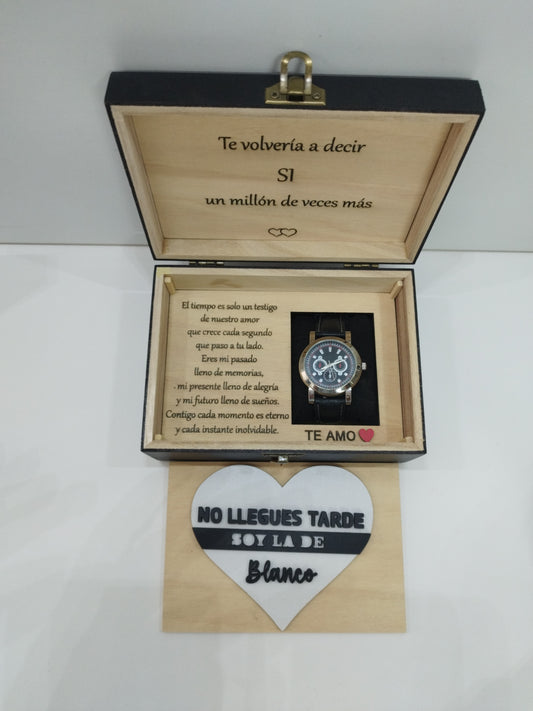 Te volvería a decir
SI
un millón de veces más
El tiempo es solo un testigo
de nuestro amor
que crece cada segundo
que paso a tu lado.
Eres mi pasado
lleno de memorias,
mi presente lleno de alegría
y mi futuro lleno de sueños.
Contigo cada momento es eterno
y cada instante inolvidable.
TE AMO
NO LLEGUES TARDE
SOY LA DE
Blanco